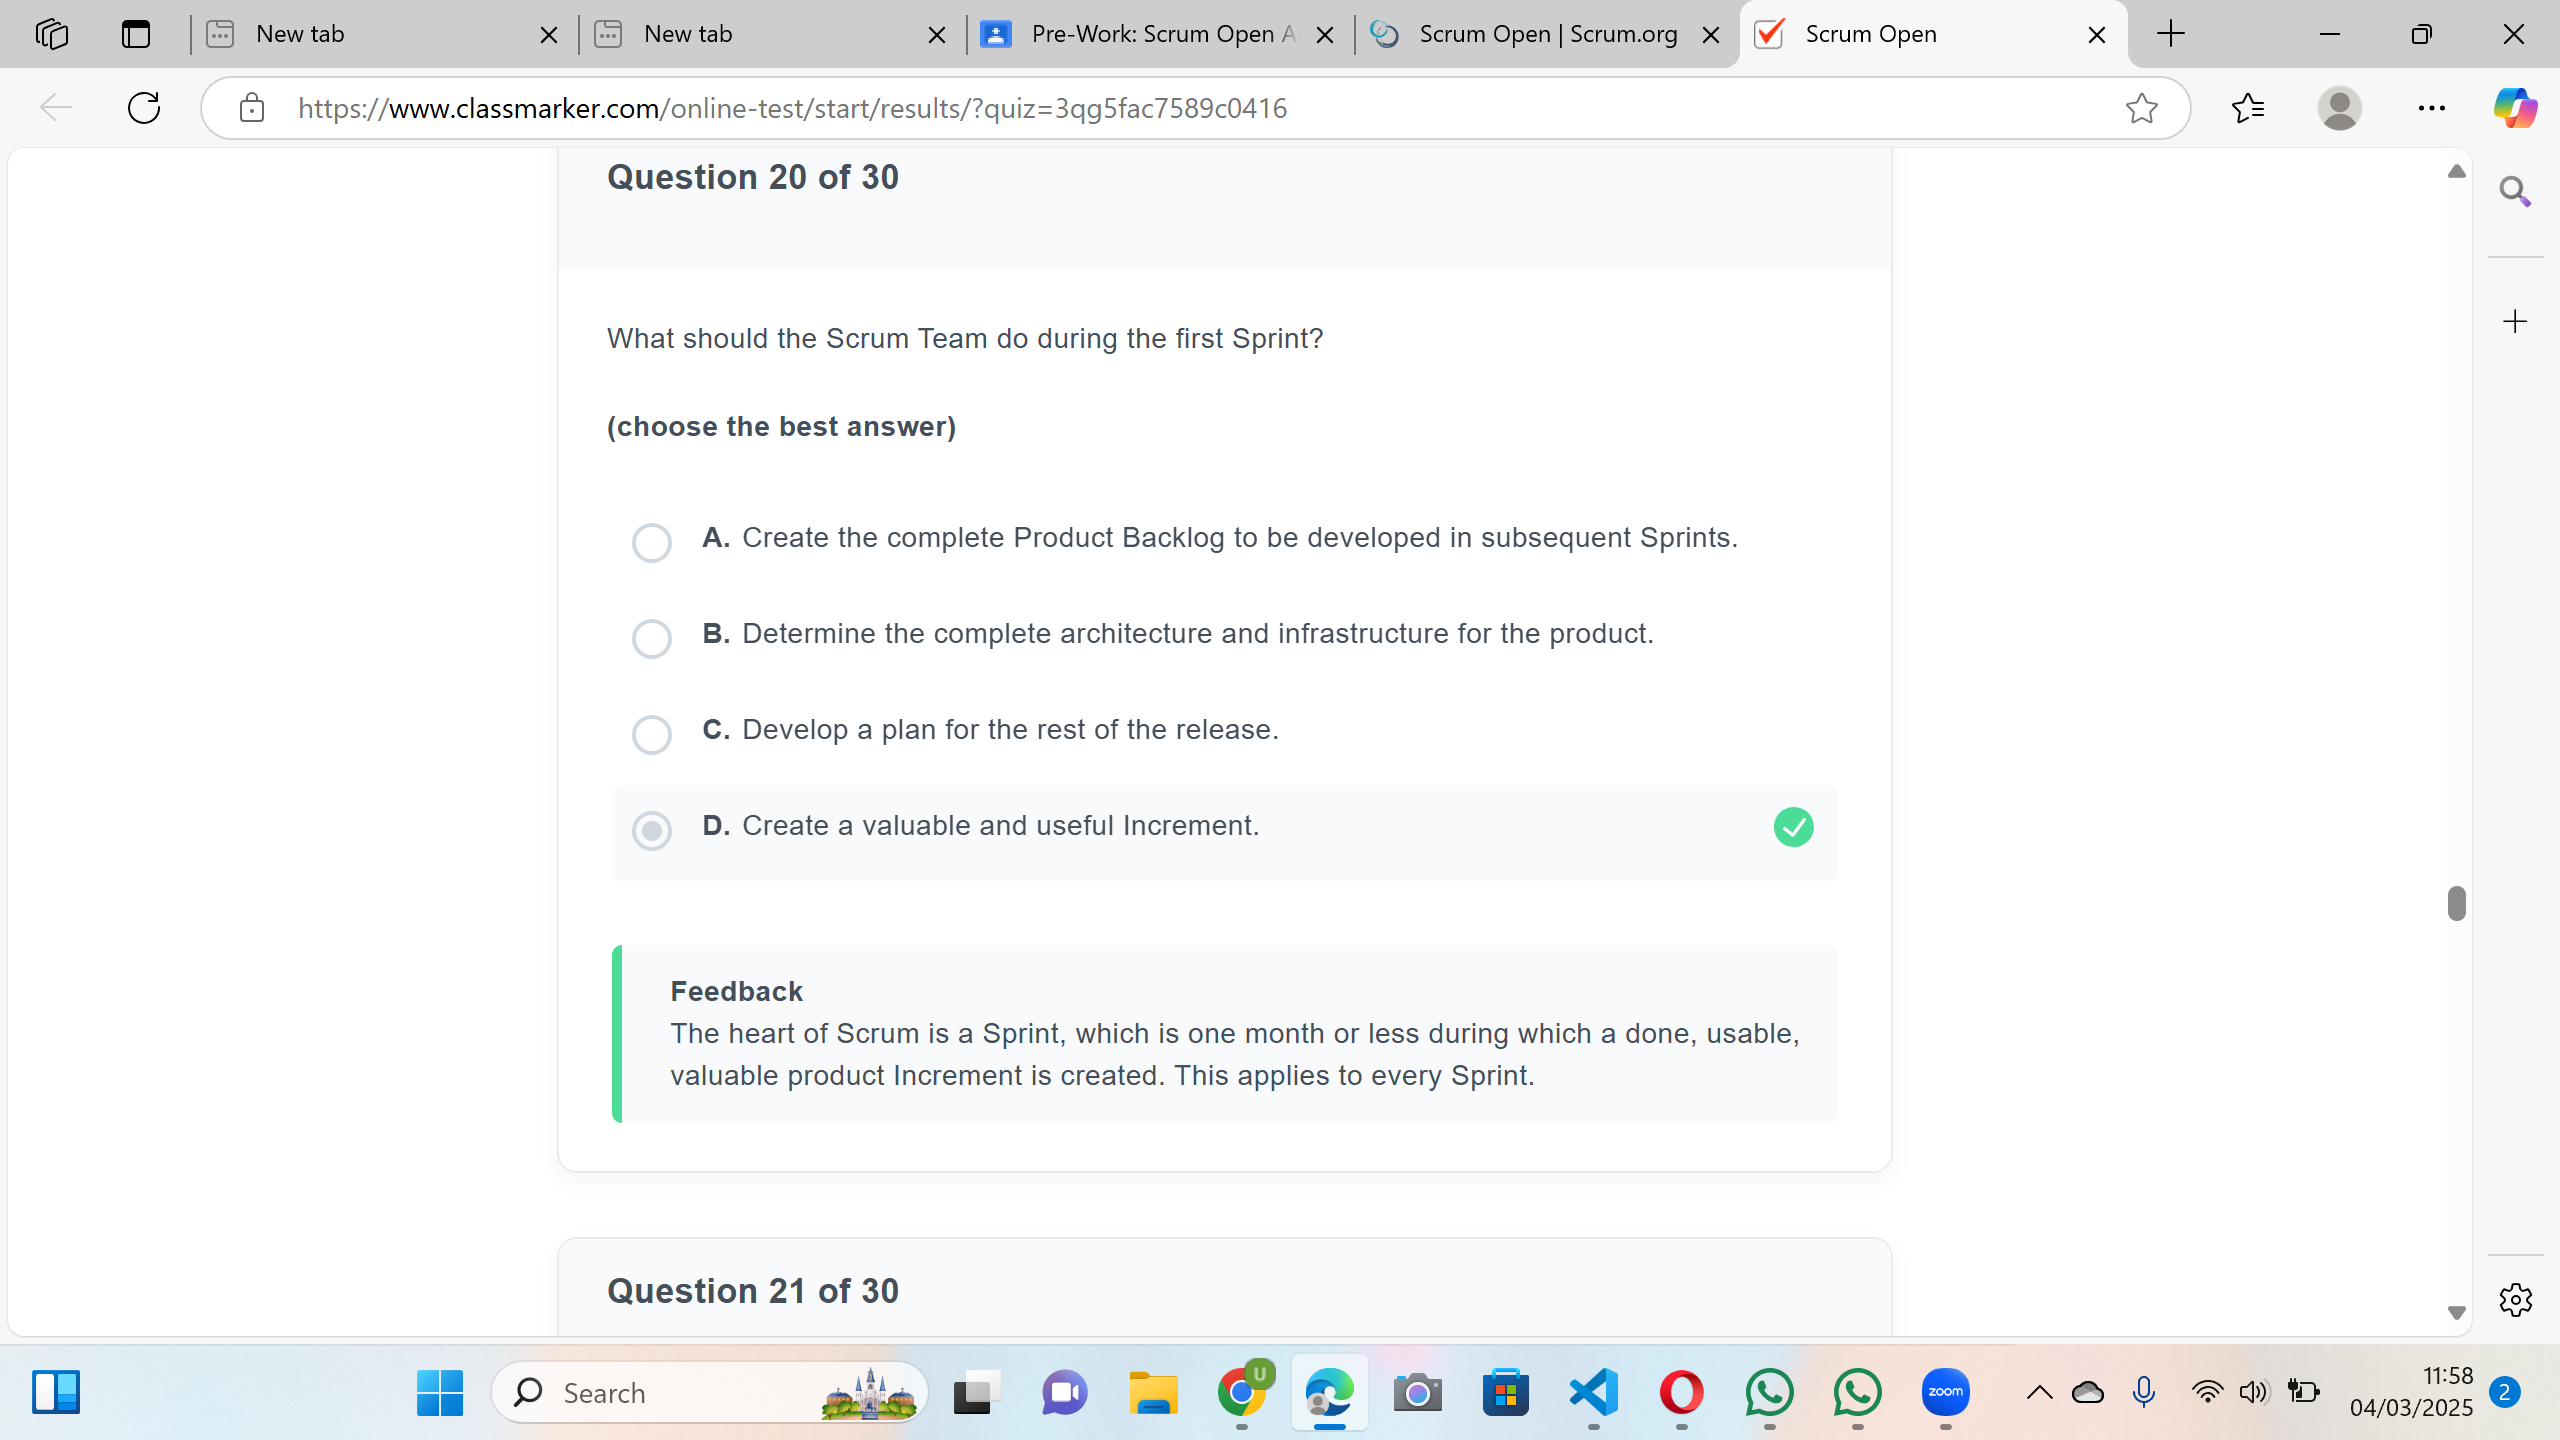 New tab
New tab
Pre-Work: Scrum Open A
Scrum Open | Scrum.org
Scrum Open
https://www.classmarker.com/online-test/start/results/?quiz=3qg5fac7589c0416
Question 20 of 30
What should the Scrum Team do during the first Sprint?
(choose the best answer)
A. Create the complete Product Backlog to be developed in subsequent Sprints.
B. Determine the complete architecture and infrastructure for the product.
C. Develop a plan for the rest of the release.
D. Create a valuable and useful Increment.
Feedback
The heart of Scrum is a Sprint, which is one month or less during which a done, usable,
valuable product Increment is created. This applies to every Sprint.
Question 21 of 30
Search
U
zoom
11:58
04/03/2025
2